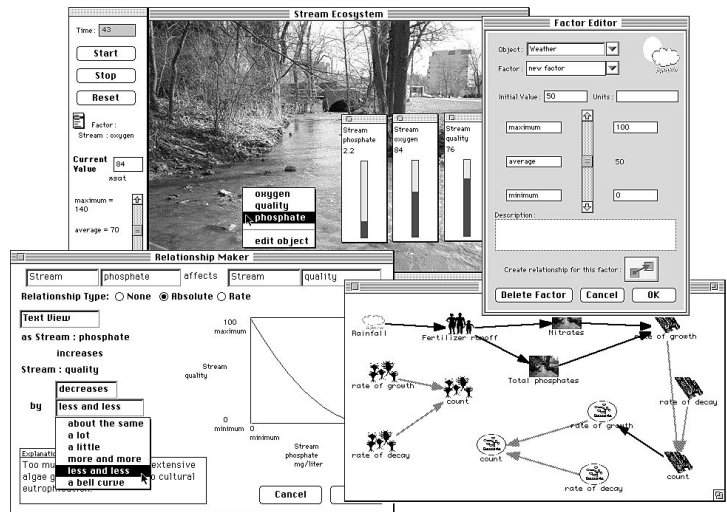 Stream Ecosystem
Time: 43
Start
Stop
Reset
Factor:
Stream : oxygen
Current Value 84
%sat
maximum = 140
average = 70
oxygen
quality
phosphate
edit object
Stream phosphate
2.2
Stream oxygen
84
Stream quality
76
Factor Editor
Object: Weather
Factor: new factor
Initial Value: 50 Units:
maximum 100
average 50
minimum 0
Description:
Create relationship for this factor:
Delete Factor Cancel OK
Relationship Maker
Stream phosphate affects Stream quality
Relationship Type: None Absolute Rate
Text View
as Stream : phosphate
increases
Stream : quality
decreases
by less and less
about the same
a lot
a little
more and more
less and less
a bell curve
100
maximum
Stream quality
0
minimum
0
minimum
Stream
phosphate
mg/liter
Explanatio
Too mu extensive
algae g o cultural
eutroph
Cancel
Rainfall
Fertilizer runoff
Nitrates
rate of growth
Total phosphates
rate of growth
count
rate of decay
rate of decay
rate of growth
count
count
rate of decay